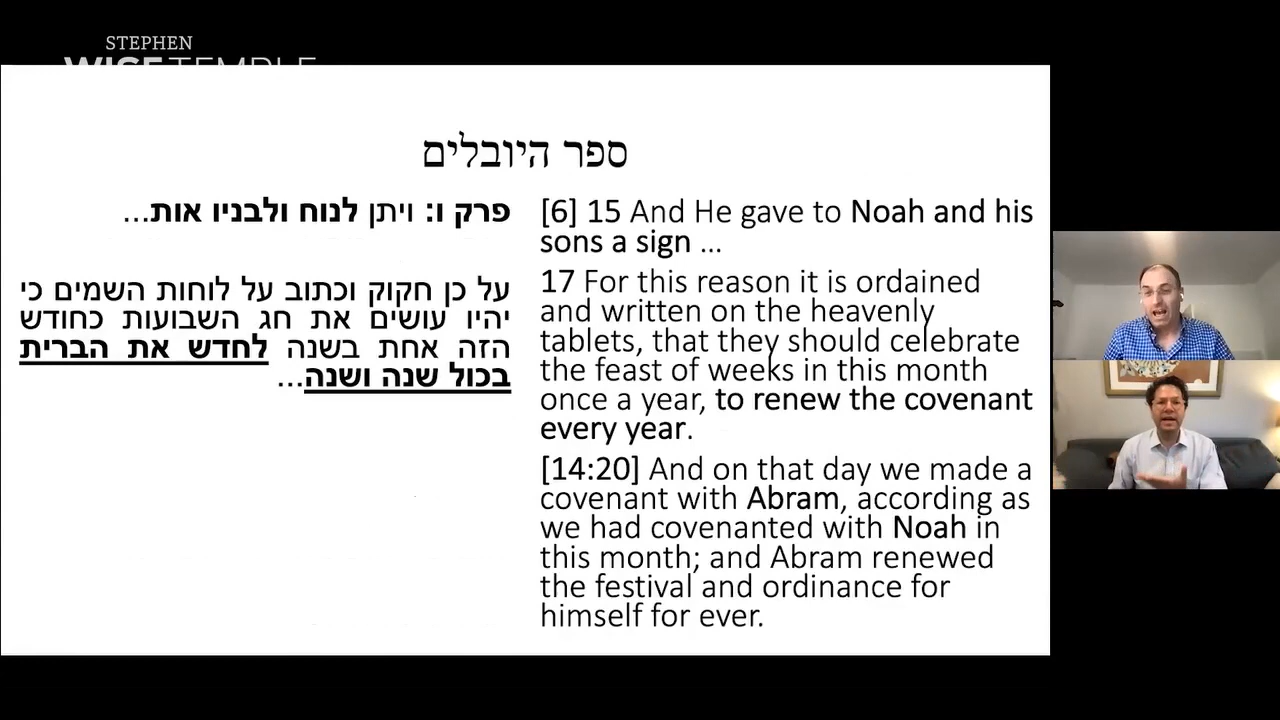 STEPHEN
WISE TEMPLE
ספר היובלים
פרק ו: ויתן לנוח ולבניו אות...
על כן חקוק וכתוב על לוחות השמים כי
יהיו עושים את חג השבועות כחודש
הזה אחת בשנה לחדש את הברית
בכול שנה ושנה...
[6] 15 And He gave to Noah and his
sons a sign ...
17 For this reason it is ordained
and written on the heavenly
tablets, that they should celebrate
the feast of weeks in this month
once a year, to renew the covenant
every year.
[14:20] And on that day we made a
covenant with Abram, according as
we had covenanted with Noah in
this month; and Abram renewed
the festival and ordinance for
himself for ever.